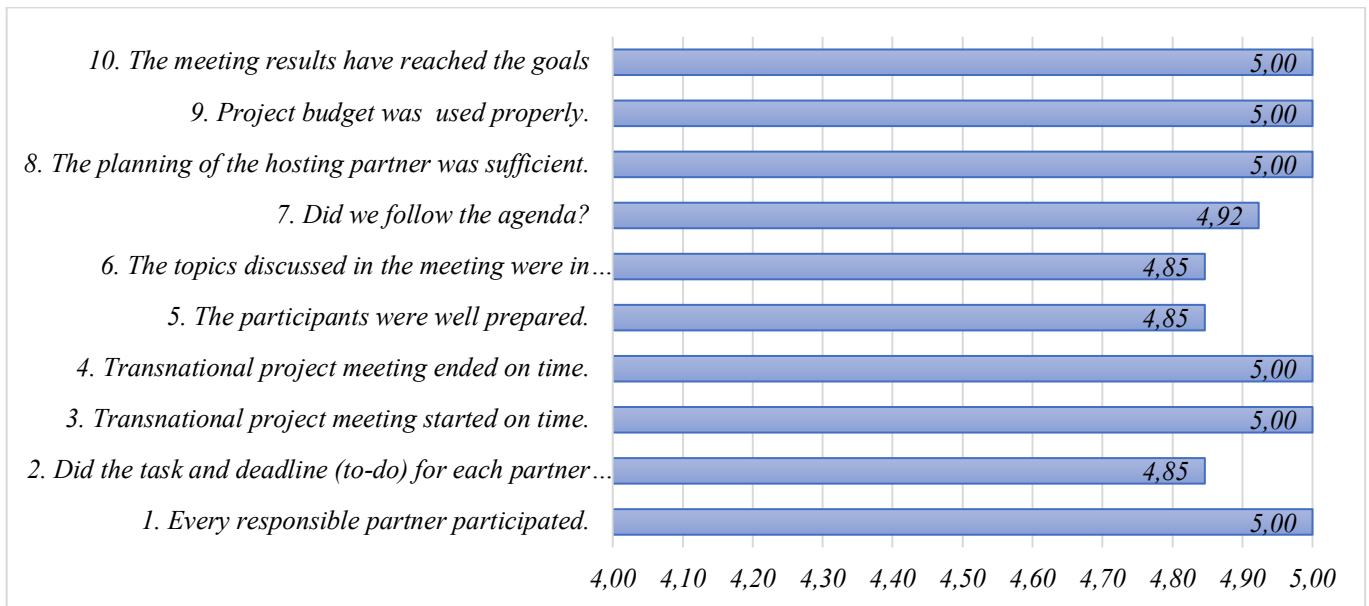 10. The meeting results have reached the goals 5,00
9. Project budget was used properly. 5,00
8. The planning of the hosting partner was sufficient. 5,00
7. Did we follow the agenda? 4,92
6. The topics discussed in the meeting were in… 4,85
5. The participants were well prepared. 4,85
4. Transnational project meeting ended on time. 5,00
3. Transnational project meeting started on time. 5,00
2. Did the task and deadline (to-do) for each partner… 4,85
1. Every responsible partner participated. 5,00
4,00 4,10 4,20 4,30 4,40 4,50 4,60 4,70 4,80 4,90 5,00